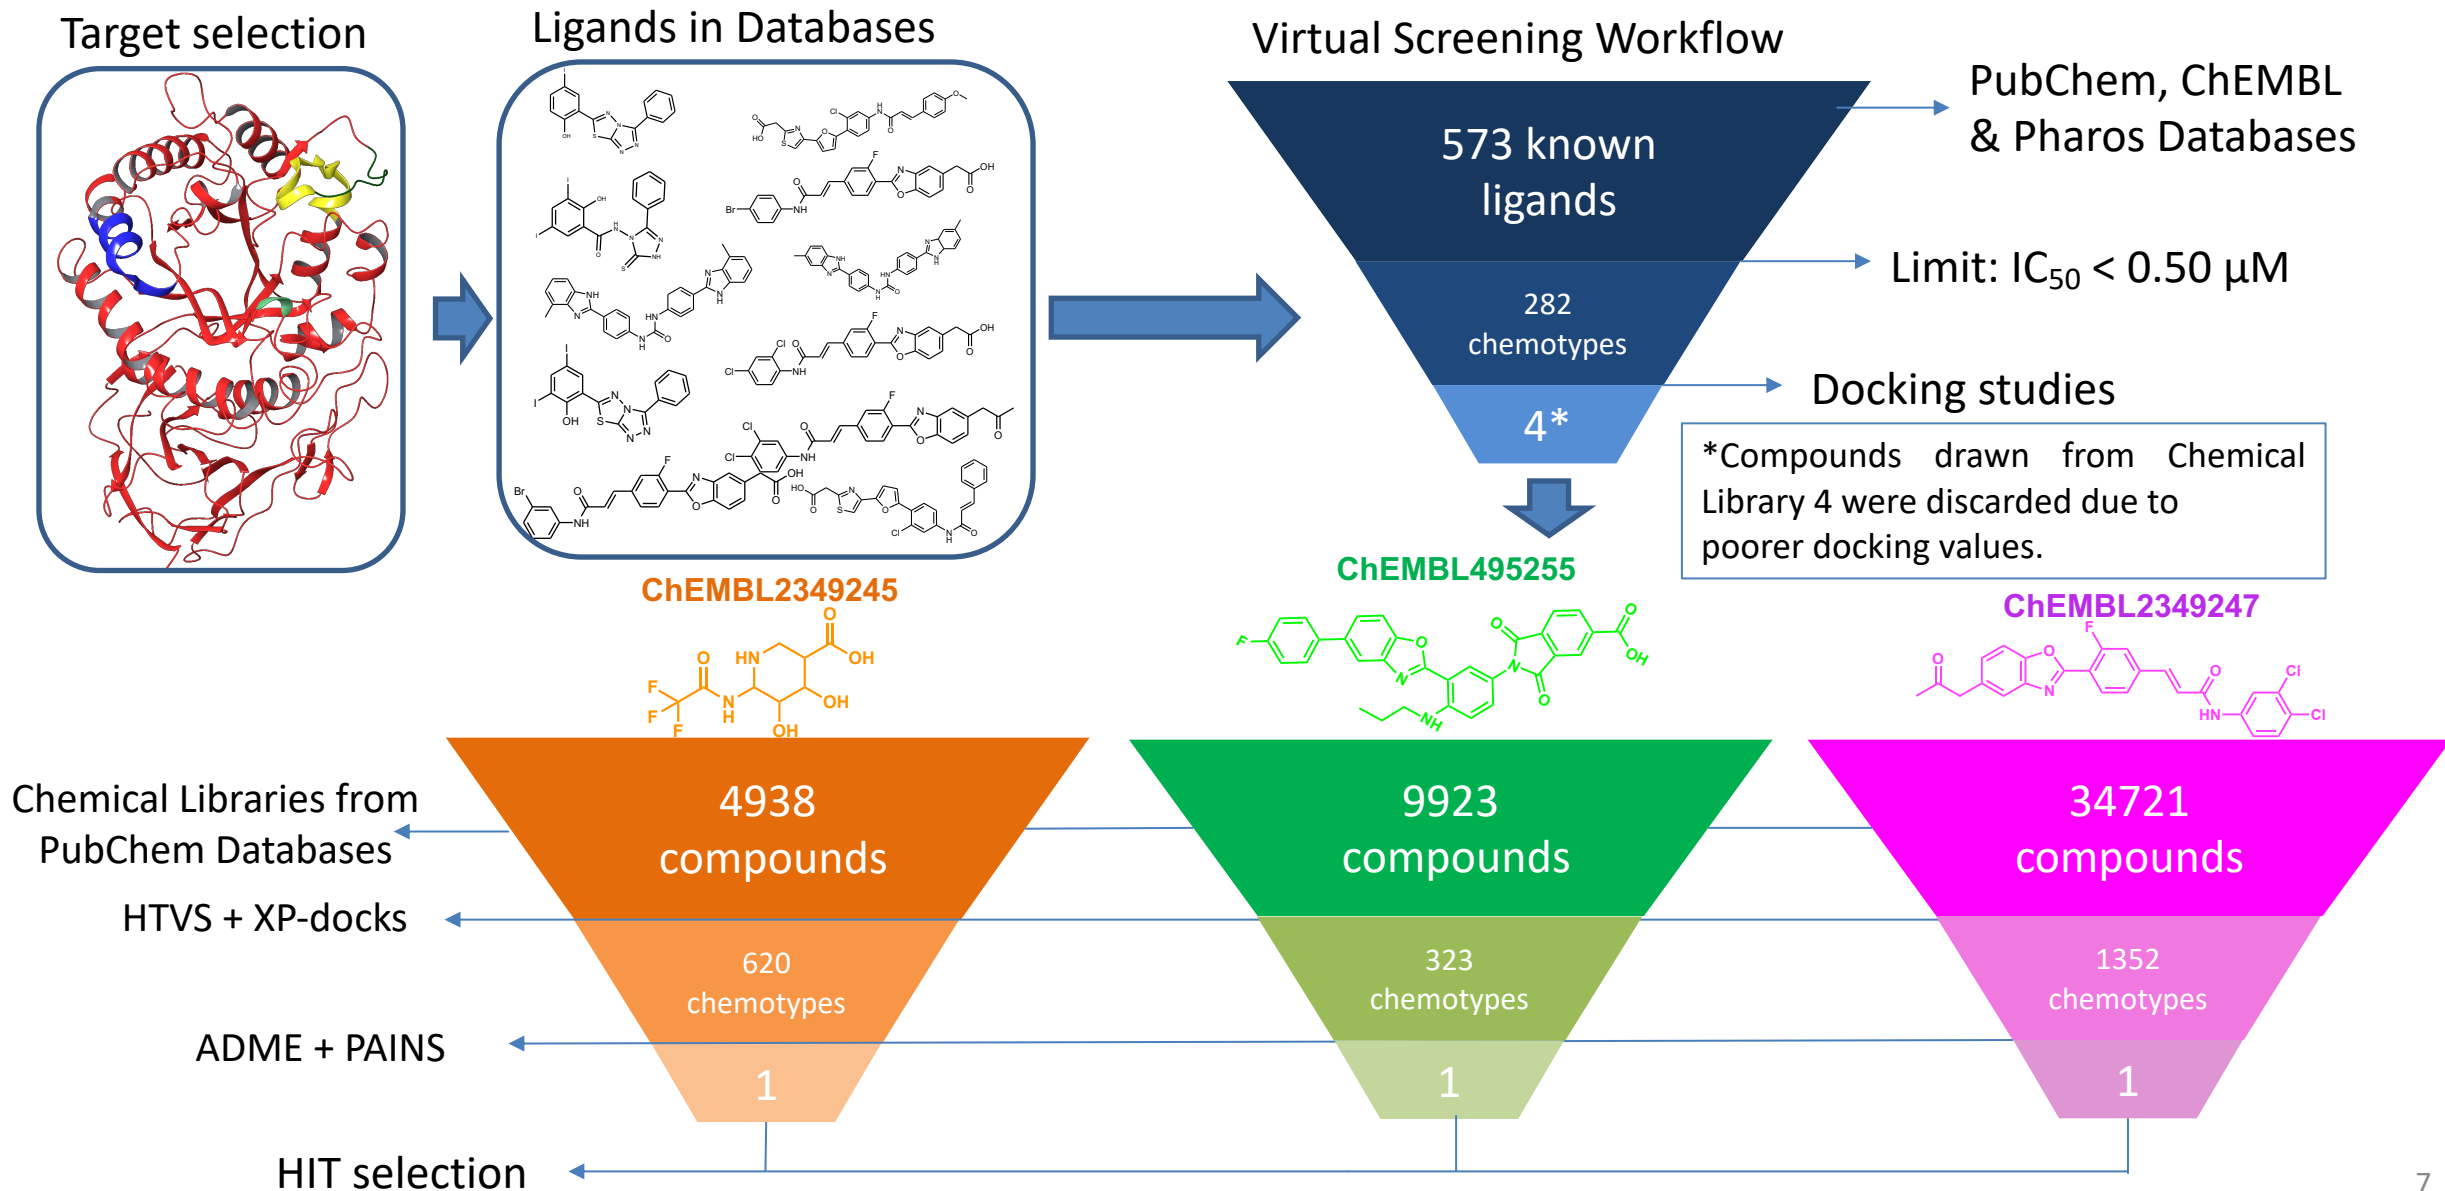 Target selection
Ligands in Databases
Virtual Screening Workflow
573 known
ligands
PubChem, ChEMBL
& Pharos Databases
Limit: IC50 < 0.50 µM
282
chemotypes
Docking studies
4*
*Compounds drawn from Chemical
Library 4 were discarded due to
poorer docking values.
ChEMBL2349245
ChEMBL495255
ChEMBL2349247
Chemical Libraries from
PubChem Databases
4938
compounds
9923
compounds
34721
compounds
HTVS + XP-docks
620
chemotypes
323
chemotypes
1352
chemotypes
ADME + PAINS
1
1
1
HIT selection
7